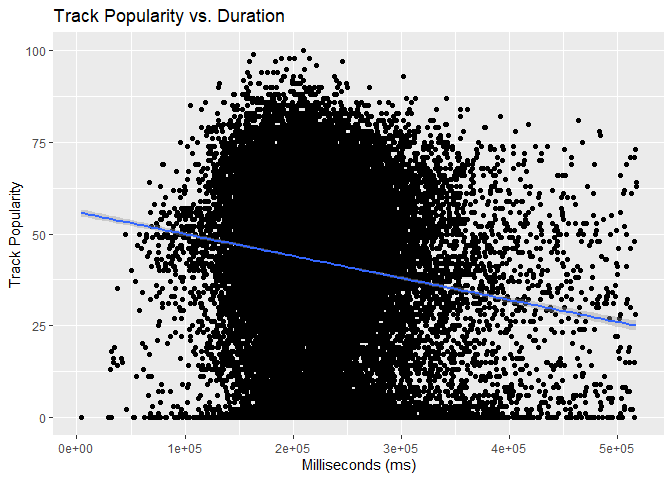 Track Popularity vs. Duration
100
75
50
25
0
Track Popularity
0e+00 1e+05 2e+05 3e+05 4e+05 5e+05
Milliseconds (ms)